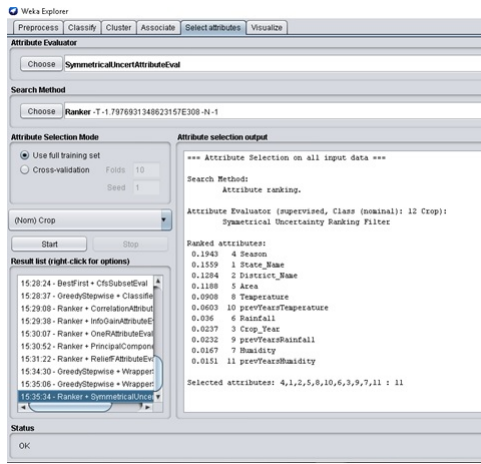 Weka Explorer
Preprocess Classify Cluster Associate Select attributes Visualize
Attribute Evaluator
Choose SymmetricalUncertAttributeEval
Search Method
Choose Ranker -T -1.7976931348623157E308 -N -1
Attribute Selection Mode
Use full training set
Cross-validation Folds 10
Seed 1
(Nom) Crop
Start Stop
Result list (right-click for options)
15:28:24 - BestFirst + CfsSubsetEval
15:28:37 - GreedyStepwise + Classifie
15:29:08 - Ranker + CorrelationAttribut
15:29:38 - Ranker + InfoGainAttributeE
15:30:07 - Ranker + OneRAttributeEval
15:30:52 - Ranker + PrincipalCompone
15:31:22 - Ranker + ReliefFAttributeEv
15:34:30 - GreedyStepwise + Wrapper
15:35:06 - GreedyStepwise + Wrapper
15:35:34 - Ranker + SymmetricalUncer
Attribute selection output
=== Attribute Selection on all input data ===
Search Method:
Attribute ranking.
Attribute Evaluator (supervised, Class (nominal): 12 Crop):
Symmetrical Uncertainty Ranking Filter
Ranked attributes:
0.1943 4 Season
0.1559 1 State_Name
0.1284 2 District_Name
0.1188 5 Area
0.0908 8 Temperature
0.0603 10 prevYearsTemperature
0.036 6 Rainfall
0.0237 3 Crop_Year
0.0232 9 prevYearsRainfall
0.0167 7 Humidity
0.0151 11 prevYearsHumidity
Selected attributes: 4,1,2,5,8,10,6,3,9,7,11 : 11
Status
OK